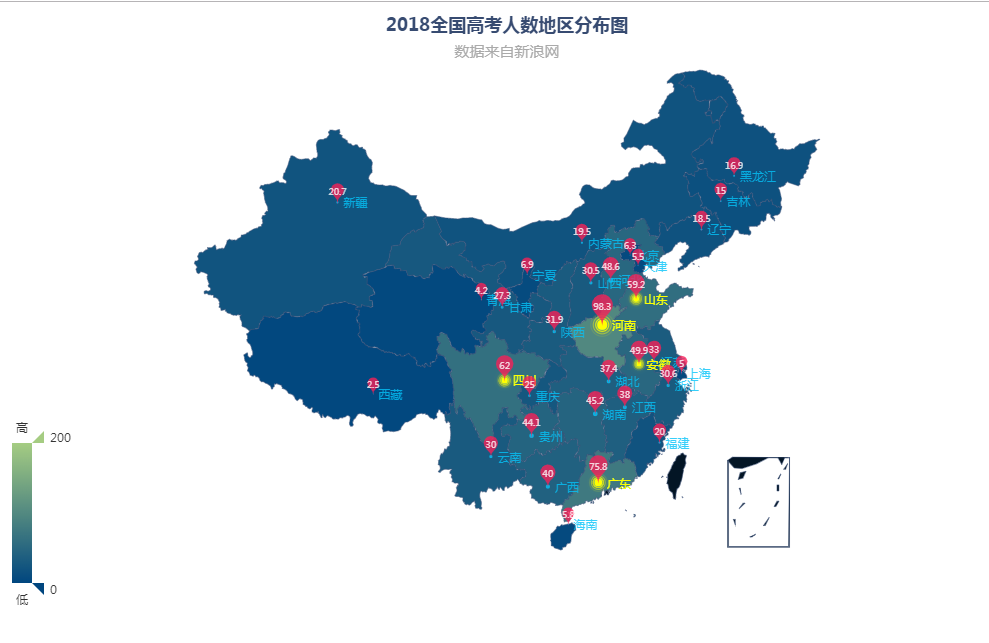 2018全国高考人数地区分布图
数据来自新浪网
16.9
黑龙江
20.7
新疆
15
吉林
18.5
辽宁
19.5
内蒙古
6.3
北京
5.5
天津
6.9
宁夏
30.5
山西
48.6
河
59.2
山东
4.2
青海
27.3
甘肃
98.3
河南
31.9
陕西
49.9
安徽
33
5
上海
62
四川
37.4
湖北
30.6
浙江
2.5
西藏
25
重庆
38
江西
45.2
湖南
44.1
贵州
20
福建
高
200
30
云南
75.8
广东
40
广西
5.8
海南
0
低